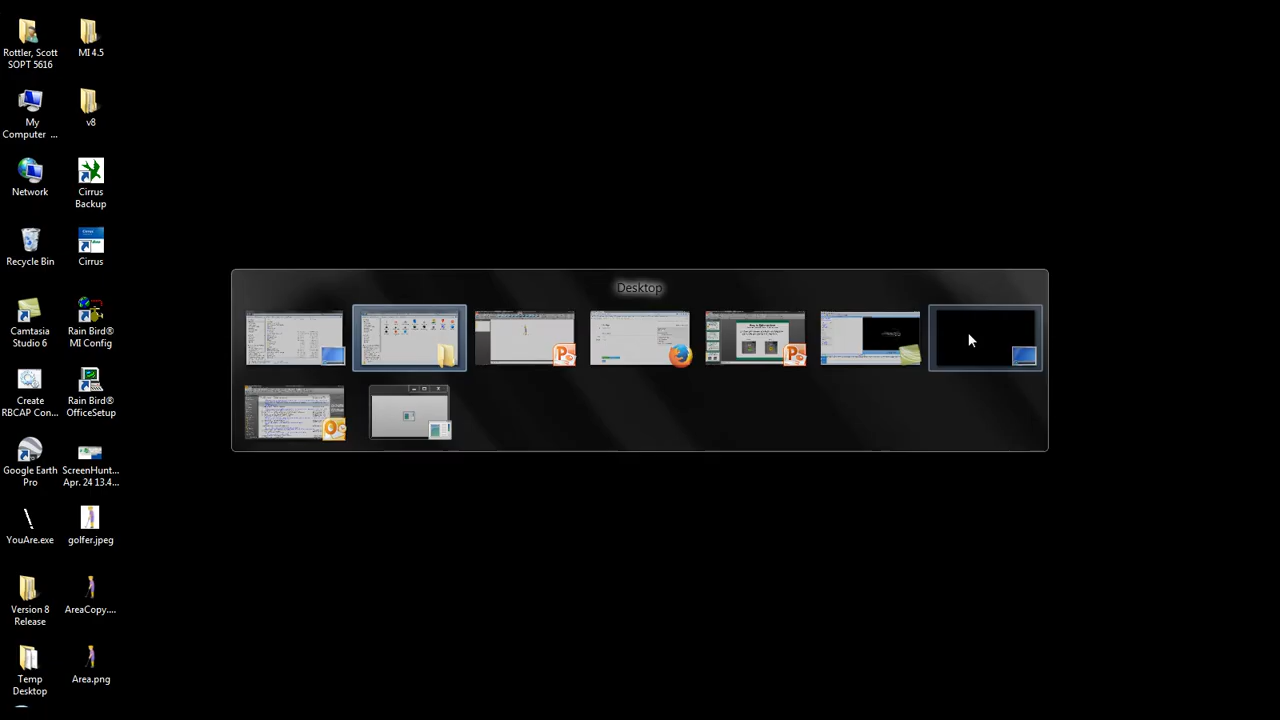 Rottler, Scott
SOPT 5616
MI 4.5
My
Computer ...
v8
Network
Cirrus
Backup
Recycle Bin
Cirrus
Camtasia
Studio 8
Rain Bird®
MI Config
Create
RBCAP Con...
Rain Bird®
OfficeSetup
Google Earth
Pro
ScreenHunt...
Apr. 24 13.4...
YouAre.exe
golfer.jpeg
Version 8
Release
AreaCopy....
Temp
Desktop
Area.png
Desktop